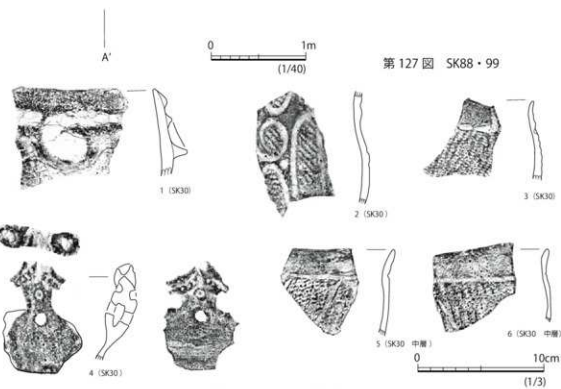 A'
0 1m
(1/40)
第 127 図 SK88・99
1（SK30）
2（SK30）
3（SK30）
4（SK30）
5（SK30 中層）
6（SK30 中層）
0 10cm
(1/3)